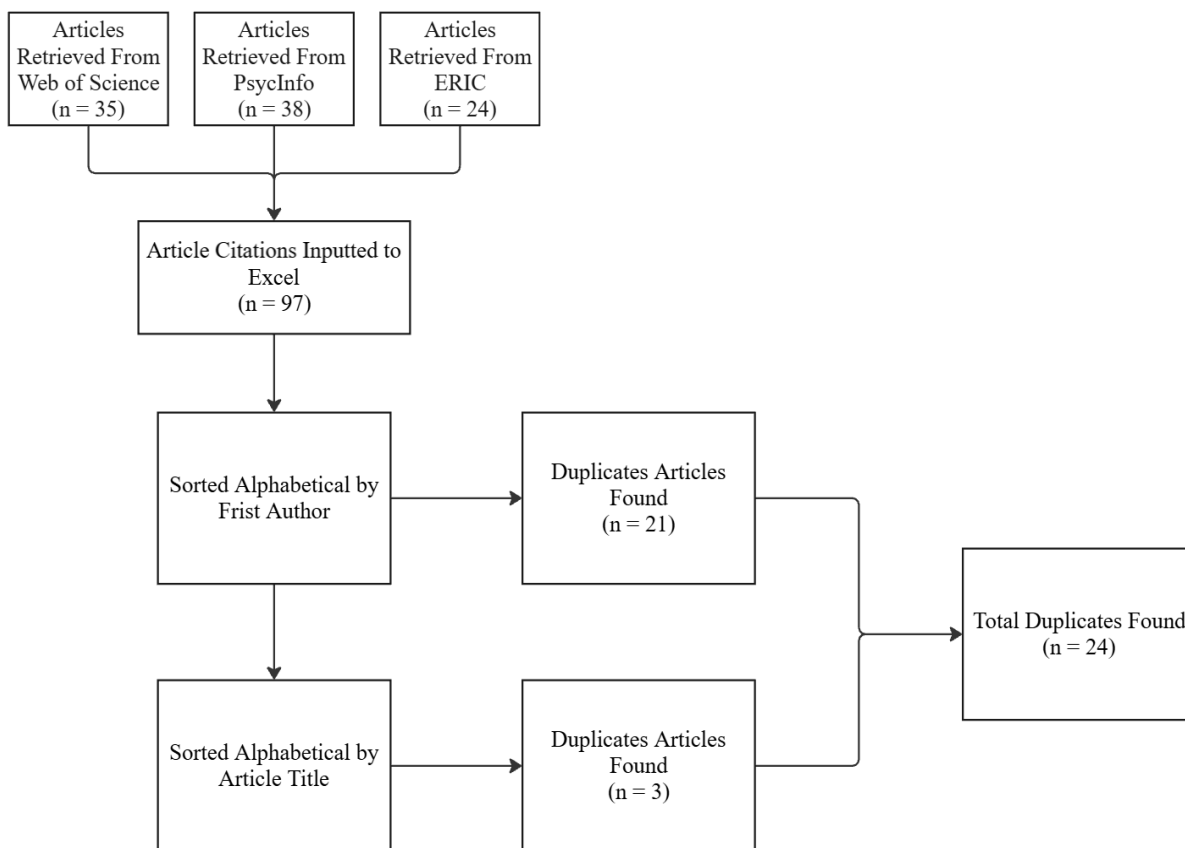 Articles
Retrieved From
Web of Science
(n = 35)
Articles
Retrieved From
PsycInfo
(n = 38)
Articles
Retrieved From
ERIC
(n = 24)
Article Citations Inputted to
Excel
(n = 97)
Sorted Alphabetical by
Frist Author
Duplicates Articles
Found
(n = 21)
Total Duplicates Found
(n = 24)
Sorted Alphabetical by
Article Title
Duplicates Articles
Found
(n = 3)